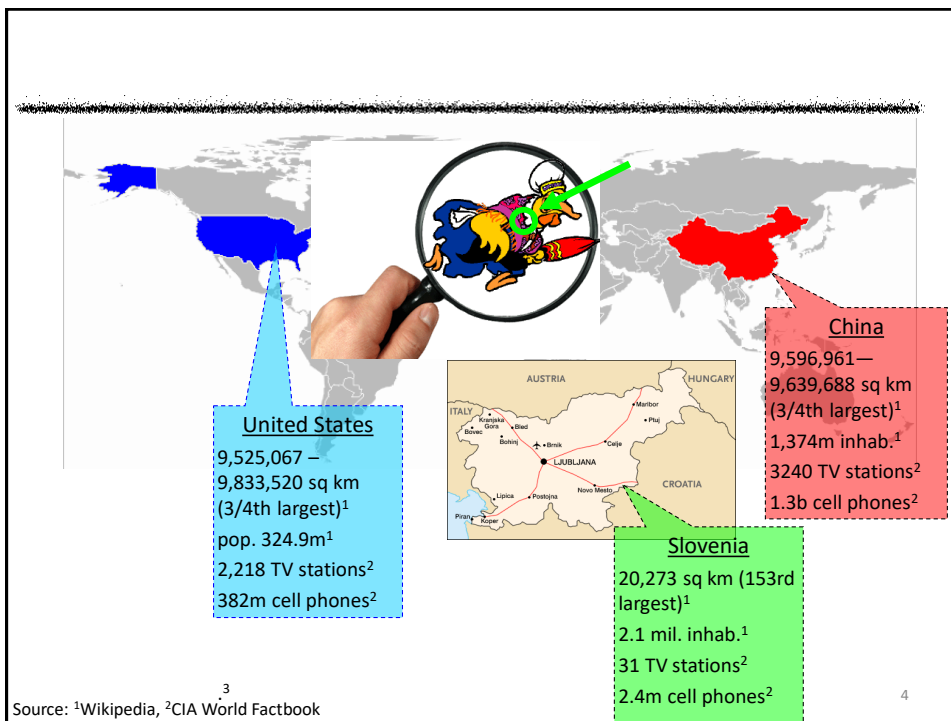 United States
9,525,067 –
9,833,520 sq km
(3/4th largest)¹
pop. 324.9m¹
2,218 TV stations²
382m cell phones²
AUSTRIA
HUNGARY
ITALY
Kranjska
Gora
Bled
Bovec
Bohinj
Brnik
Maribor
Ptuj
Celje
LJUBLJANA
Novo Mesto
CROATIA
Lipica
Postojna
Piran
Koper
China
9,596,961—
9,639,688 sq km
(3/4th largest)¹
1,374m inhab.¹
3240 TV stations²
1.3b cell phones²
Slovenia
20,273 sq km (153rd
largest)¹
2.1 mil. inhab.¹
31 TV stations²
2.4m cell phones²
.³
Source: ¹Wikipedia, ²CIA World Factbook
4